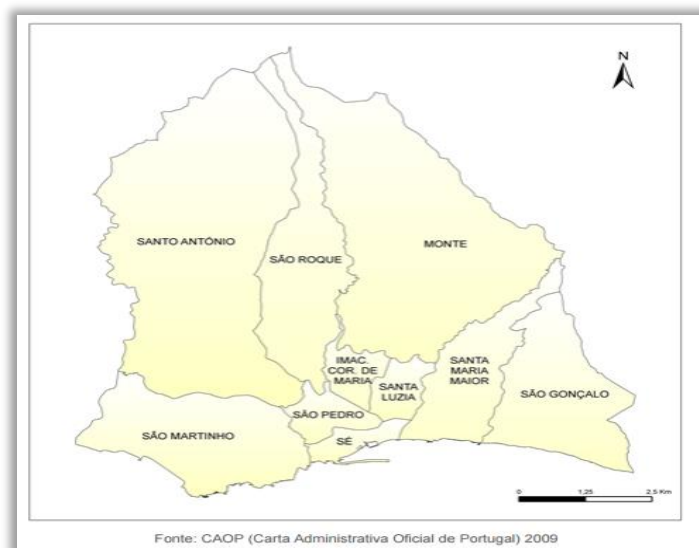 N
SANTO ANTÓNIO
SÃO ROQUE
MONTE
IMAC.
COR. DE
MARIA
SANTA
LUZIA
SANTA
MARIA
MAIOR
SÃO GONÇALO
SÃO PEDRO
SÃO MARTINHO
SÉ
0 1,25 2,5 Km
Fonte: CAOP (Carta Administrativa Oficial de Portugal) 2009